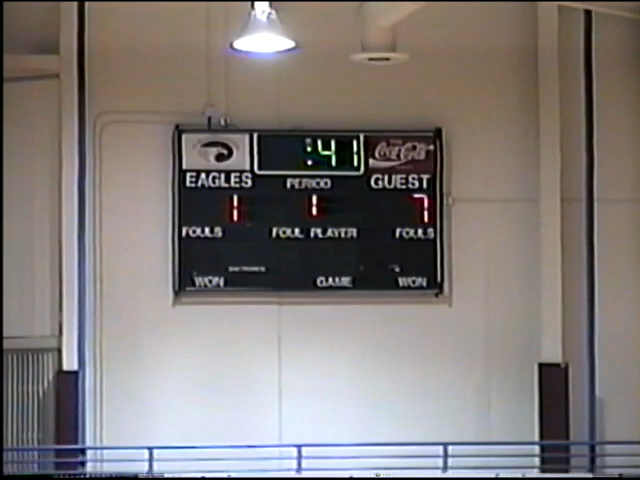 :41
Coca-Cola
EAGLES PERIOD GUEST
1 1 7
FOULS FOUL PLAYER FOULS
WON GAME WON